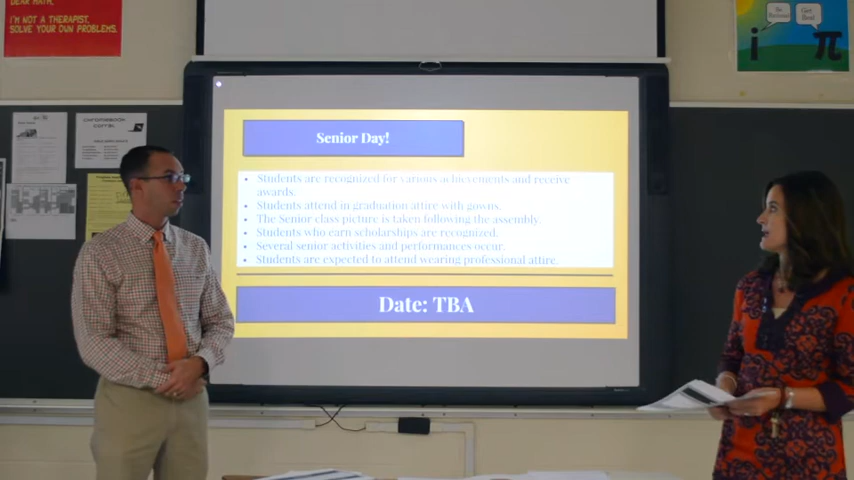 DEAR MATH,
I'M NOT A THERAPIST,
SOLVE YOUR OWN PROBLEMS.
Be
Rational
Get
Real
i
π
Senior Day!
• Students are recognized for various achievements and receive
awards.
• Students attend in graduation attire with gowns.
• The Senior class picture is taken following the assembly.
• Students who earn scholarships are recognized.
• Several senior activities and performances occur.
• Students are expected to attend wearing professional attire.
Date: TBA